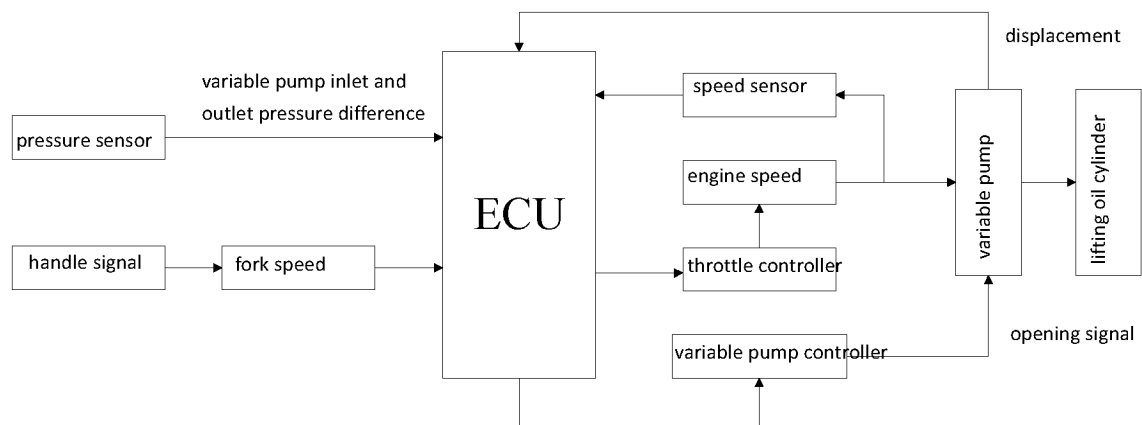 displacement
variable pump inlet and
outlet pressure difference
speed sensor
pressure sensor
engine speed
ECU
variable pump
lifting oil cylinder
handle signal
fork speed
throttle controller
opening signal
variable pump controller